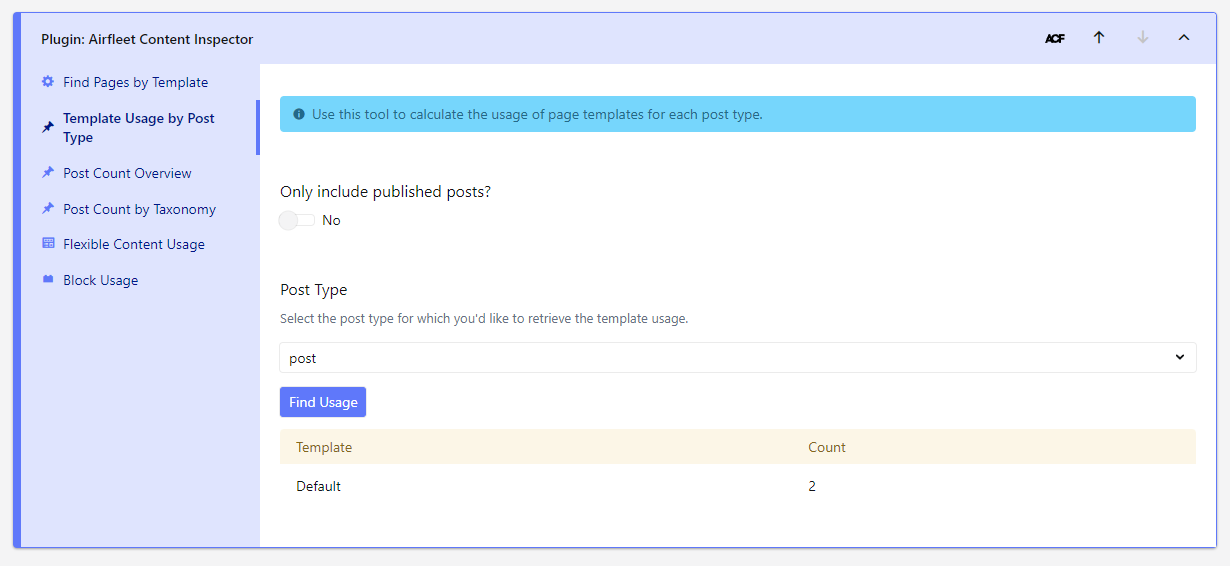 Plugin: Airfleet Content Inspector
ACF
Find Pages by Template
Template Usage by Post
Type
Post Count Overview
Post Count by Taxonomy
Flexible Content Usage
Block Usage
Use this tool to calculate the usage of page templates for each post type.
Only include published posts?
No
Post Type
Select the post type for which you'd like to retrieve the template usage.
post
Find Usage
Template Count
Default 2